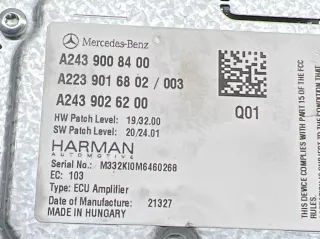 Mercedes-Benz
A243 900 84 00
A223 901 68 02 / 003
A243 902 62 00
HW Patch Level: 19/32.00
SW Patch Level: 20/24.01
HARMAN
AUTOMOTIVE
Serial No.: M332KI0M6460268
EC: 103
Type: ECU Amplifier
Date of Manufacture: 21327
MADE IN HUNGARY
Q01
THIS DEVICE COMPLIES WITH PART 15 OF THE FCC